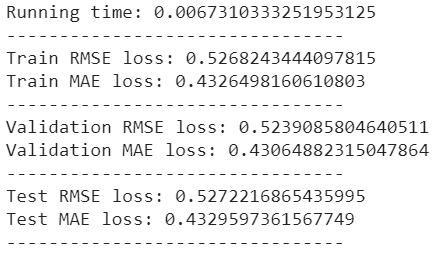 Running time: 0.0067310333251953125
--------------------------------
Train RMSE loss: 0.5268243444097815
Train MAE loss: 0.4326498160610803
--------------------------------
Validation RMSE loss: 0.5239085804640511
Validation MAE loss: 0.43064882315047864
--------------------------------
Test RMSE loss: 0.5272216865435995
Test MAE loss: 0.4329597361567749
--------------------------------